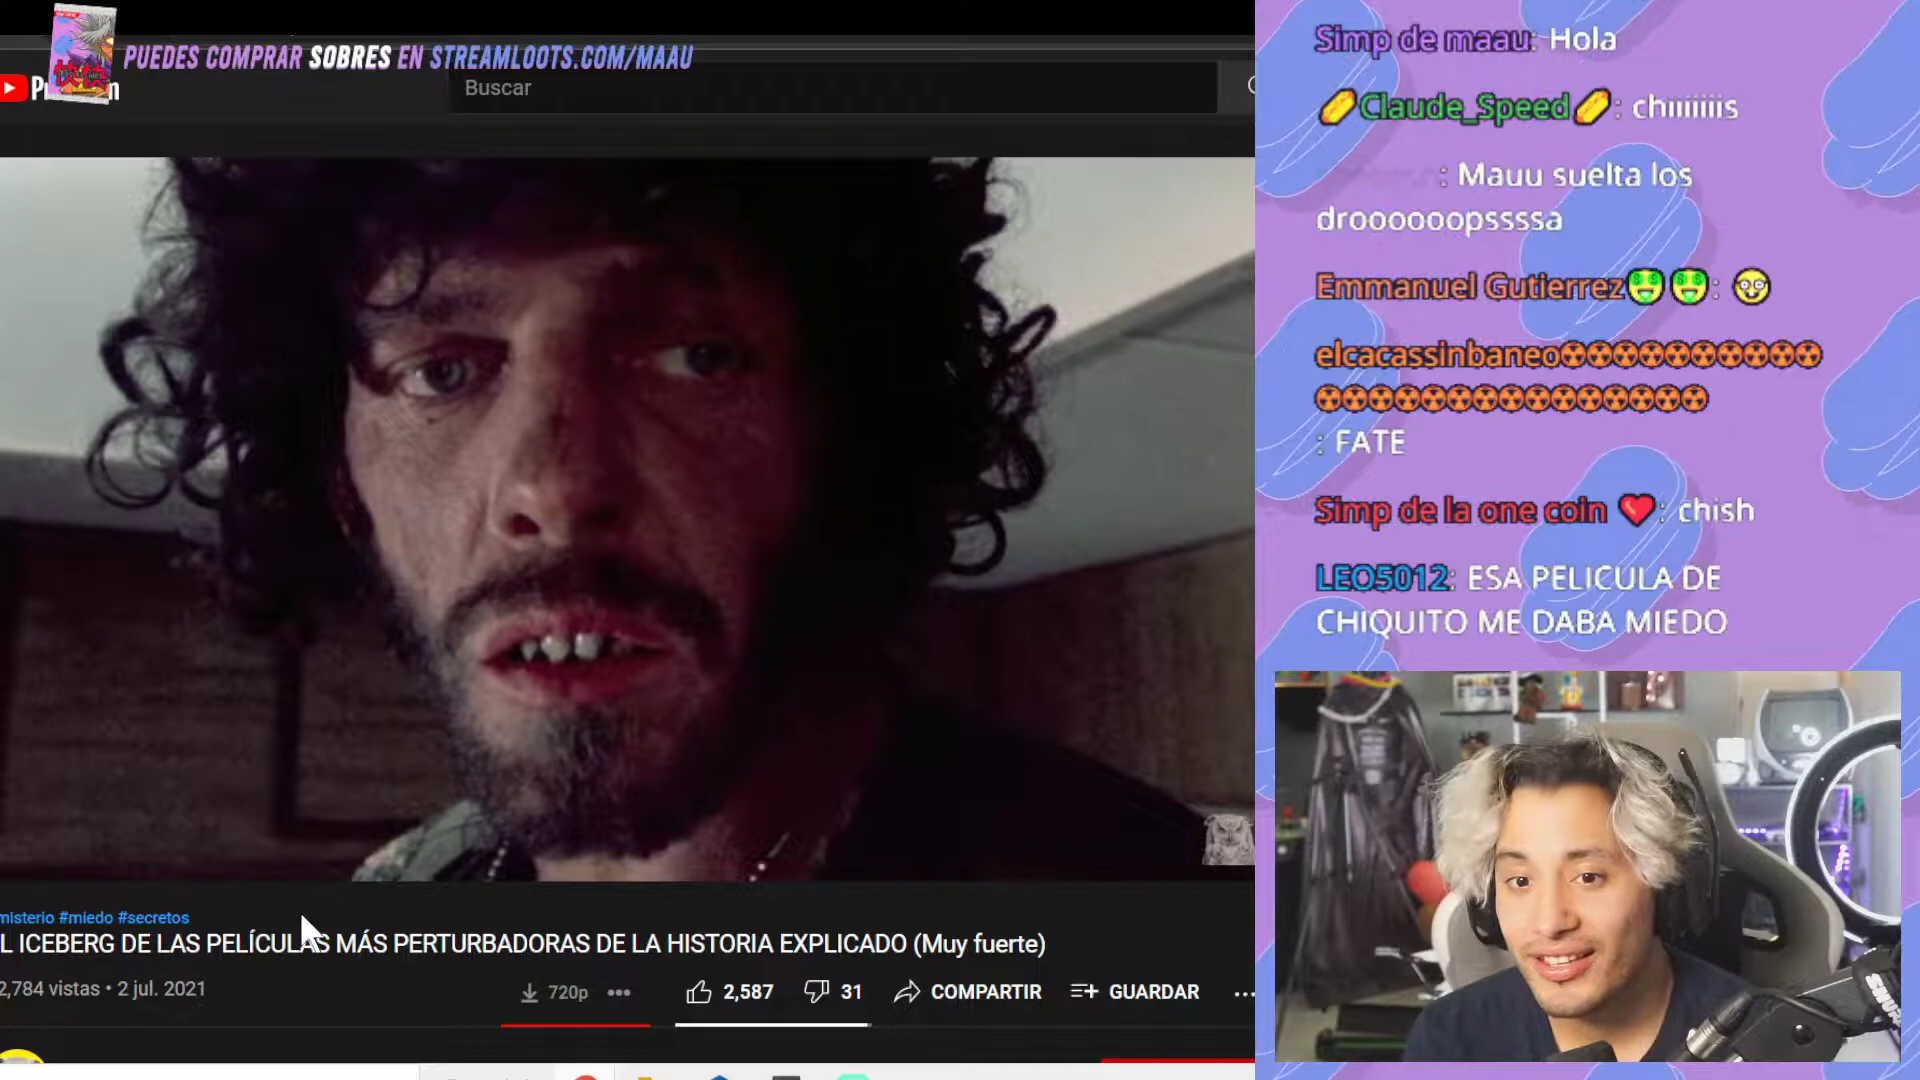 PUEDES COMPRAR SOBRES EN STREAMLOOTS.COM/MAAU
Buscar
misterio #miedo #secretos
L ICEBERG DE LAS PELÍCULAS MÁS PERTURBADORAS DE LA HISTORIA EXPLICADO (Muy fuerte)
2,784 vistas • 2 jul. 2021
720p
2,587
31
COMPARTIR
GUARDAR
Simp de maau: Hola
Claude_Speed: chiiiiiis
: Mauu suelta los
droooooopssssa
Emmanuel Gutierrez:
elcacassinbaneo
: FATE
Simp de la one coin: chish
LEO5012: ESA PELICULA DE
CHIQUITO ME DABA MIEDO
SHURE